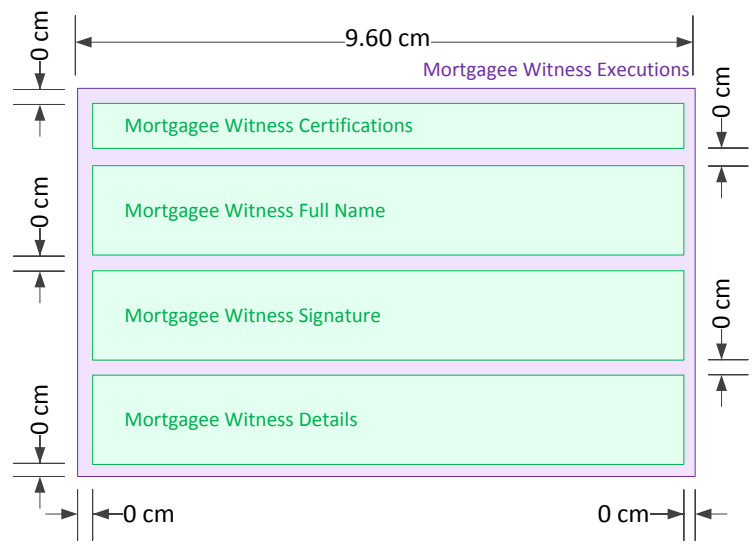 9.60 cm
Mortgagee Witness Executions
0 cm
Mortgagee Witness Certifications
0 cm
Mortgagee Witness Full Name
0 cm
Mortgagee Witness Signature
0 cm
Mortgagee Witness Details
0 cm
0 cm
0 cm